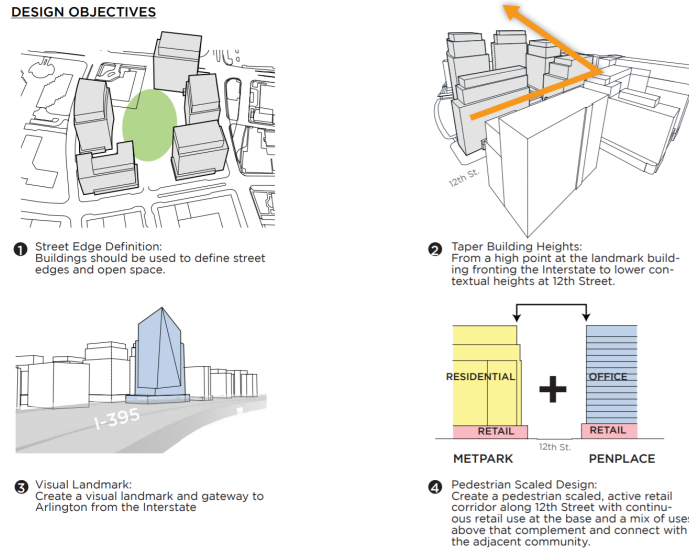 DESIGN OBJECTIVES
12th St.
1 Street Edge Definition:
Buildings should be used to define street
edges and open space.
2 Taper Building Heights:
From a high point at the landmark build-
ing fronting the Interstate to lower con-
textual heights at 12th Street.
I-395
RESIDENTIAL
OFFICE
RETAIL
RETAIL
12th St.
METPARK
PENPLACE
3 Visual Landmark:
Create a visual landmark and gateway to
Arlington from the Interstate
4 Pedestrian Scaled Design:
Create a pedestrian scaled, active retail
corridor along 12th Street with continu-
ous retail use at the base and a mix of uses
above that complement and connect with
the adjacent community.